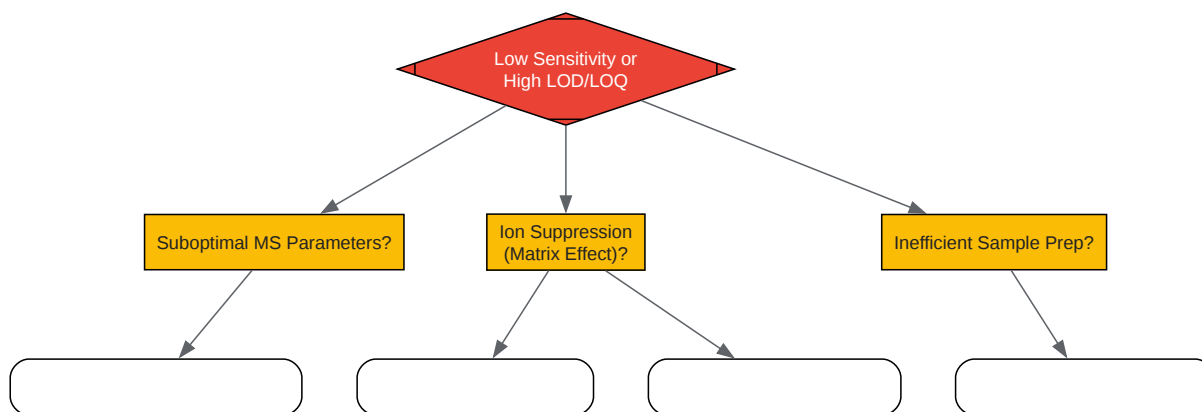 Low Sensitivity or
High LOD/LOQ
Suboptimal MS Parameters?
Ion Suppression
(Matrix Effect)?
Inefficient Sample Prep?